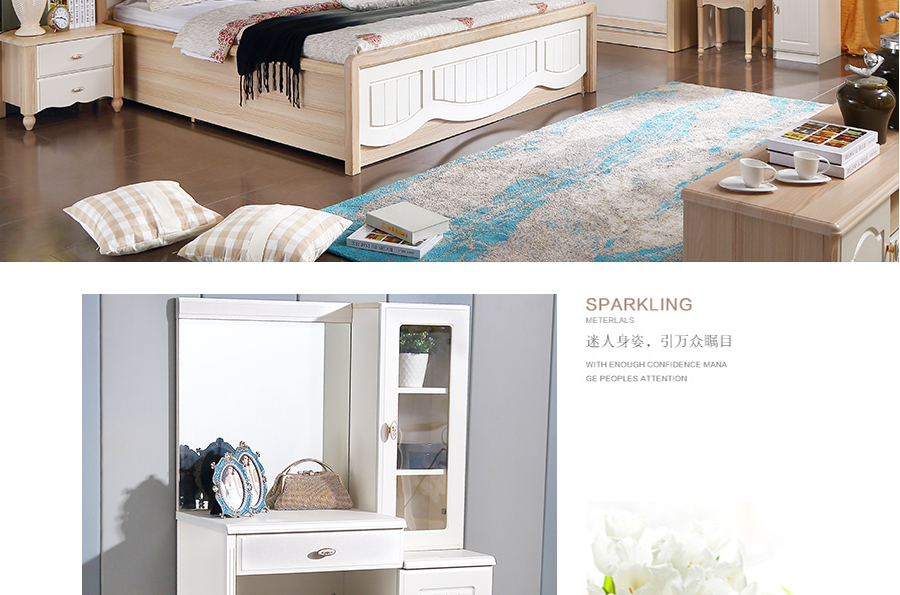 SPARKLING
METERLALS
迷人身姿，引万众瞩目
WITH ENOUGH CONFIDENCE MANA
GE PEOPLES ATTENTION